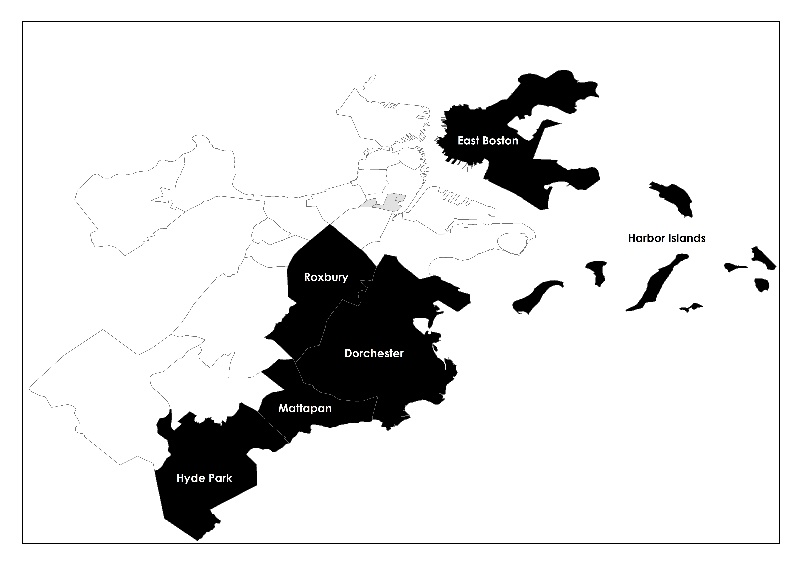 East Boston
Harbor Islands
Roxbury
Dorchester
Mattapan
Hyde Park